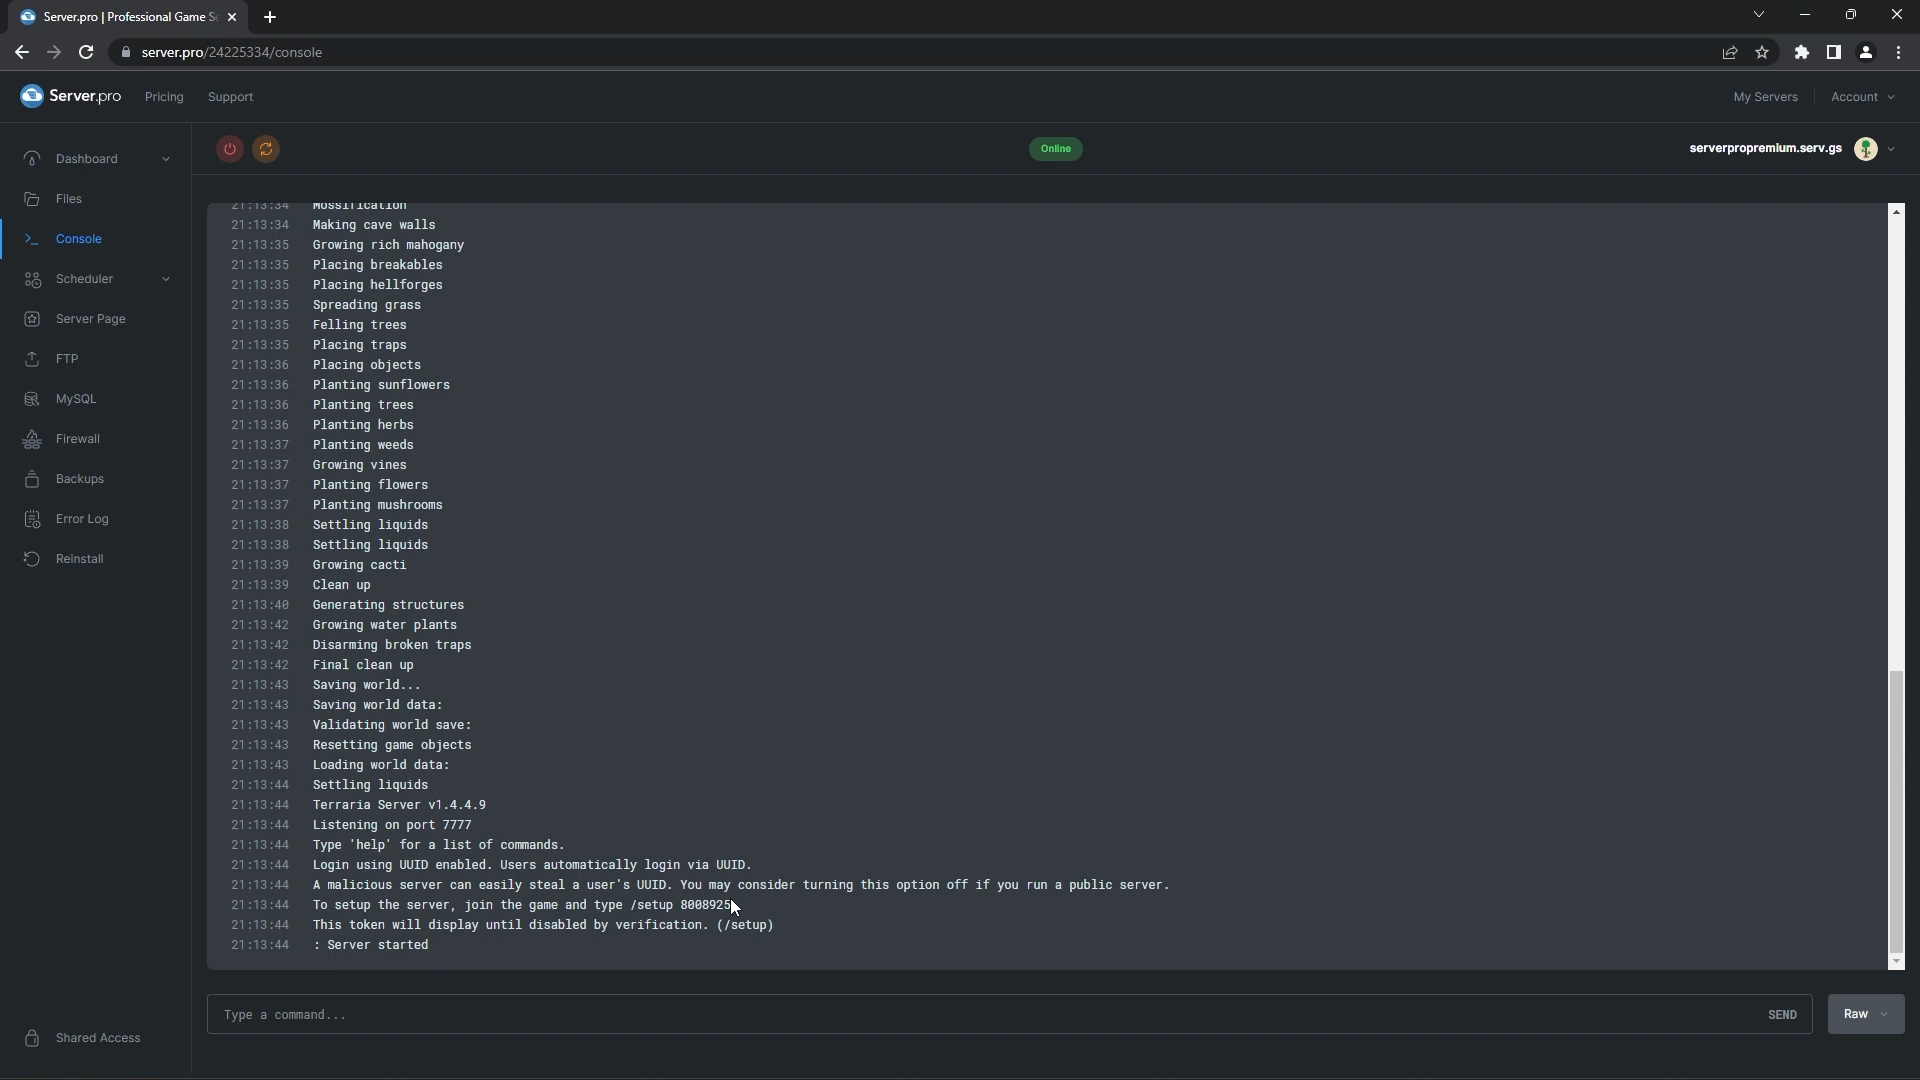 Server.pro | Professional Game S
server.pro/24225334/console
Server.pro
Pricing
Support
My Servers
Account
Dashboard
Files
Console
Scheduler
Server Page
FTP
MySQL
Firewall
Backups
Error Log
Reinstall
Shared Access
Online
serverpropremium.serv.gs
21:13:34 Mossification
21:13:34 Making cave walls
21:13:35 Growing rich mahogany
21:13:35 Placing breakables
21:13:35 Placing hellforges
21:13:35 Spreading grass
21:13:35 Felling trees
21:13:35 Placing traps
21:13:36 Placing objects
21:13:36 Planting sunflowers
21:13:36 Planting trees
21:13:36 Planting herbs
21:13:37 Planting weeds
21:13:37 Growing vines
21:13:37 Planting flowers
21:13:37 Planting mushrooms
21:13:38 Settling liquids
21:13:38 Settling liquids
21:13:39 Growing cacti
21:13:39 Clean up
21:13:40 Generating structures
21:13:42 Growing water plants
21:13:42 Disarming broken traps
21:13:42 Final clean up
21:13:43 Saving world...
21:13:43 Saving world data:
21:13:43 Validating world save:
21:13:43 Resetting game objects
21:13:43 Loading world data:
21:13:44 Settling liquids
21:13:44 Terraria Server v1.4.4.9
21:13:44 Listening on port 7777
21:13:44 Type 'help' for a list of commands.
21:13:44 Login using UUID enabled. Users automatically login via UUID.
21:13:44 A malicious server can easily steal a user's UUID. You may consider turning this option off if you run a public server.
21:13:44 To setup the server, join the game and type /setup 8008925
21:13:44 This token will display until disabled by verification. (/setup)
21:13:44 : Server started
Type a command...
SEND
Raw